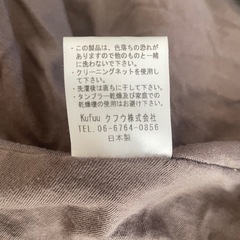 ・この製品は、色落ちの恐れが
ありますので他のものと一緒
に洗わないで下さい。
・クリーニングネットを使用し
て下さい。
・洗濯後は直ちに干して下さい。
・タンブラー乾燥及び家庭での
乾燥機の使用はお避け下さい。
Kufuu クフウ株式会社
TEL. 06-6764-0856
日本製